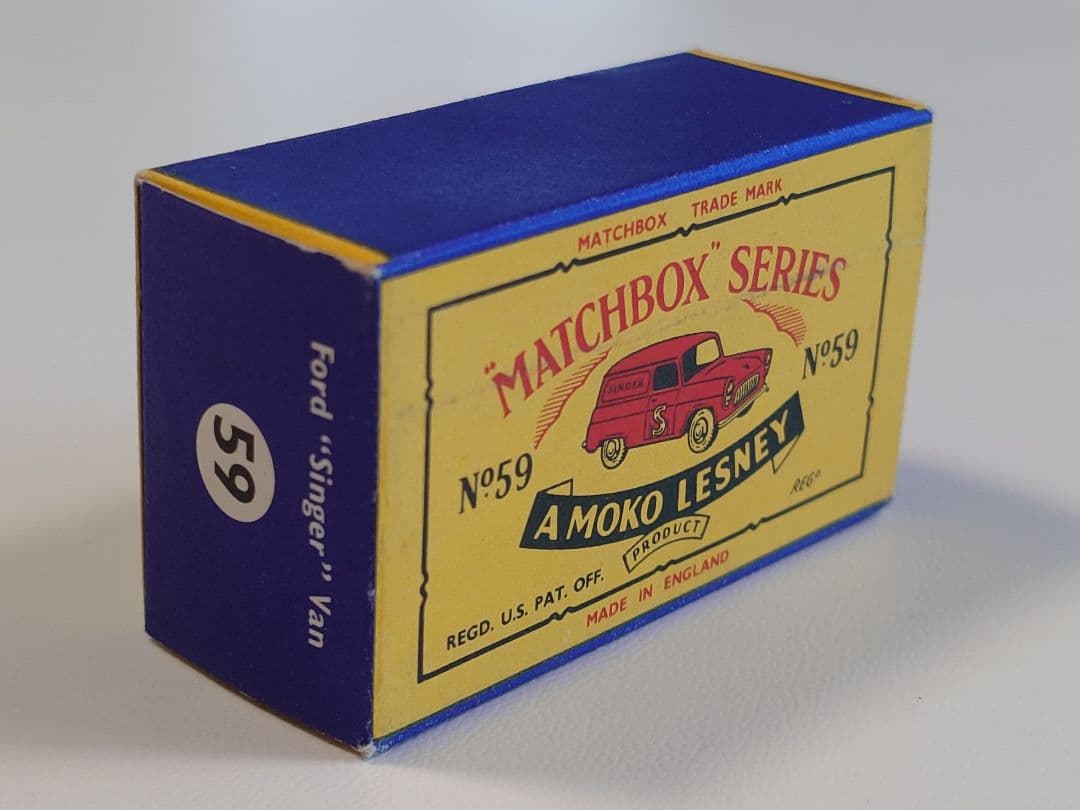 MATCHBOX TRADE MARK
"MATCHBOX" SERIES
SINGER
S
Nº59
Nº59
A MOKO LESNEY
PRODUCT
REGD
REGD. U.S. PAT. OFF.
MADE IN ENGLAND
Ford "Singer" Van
59